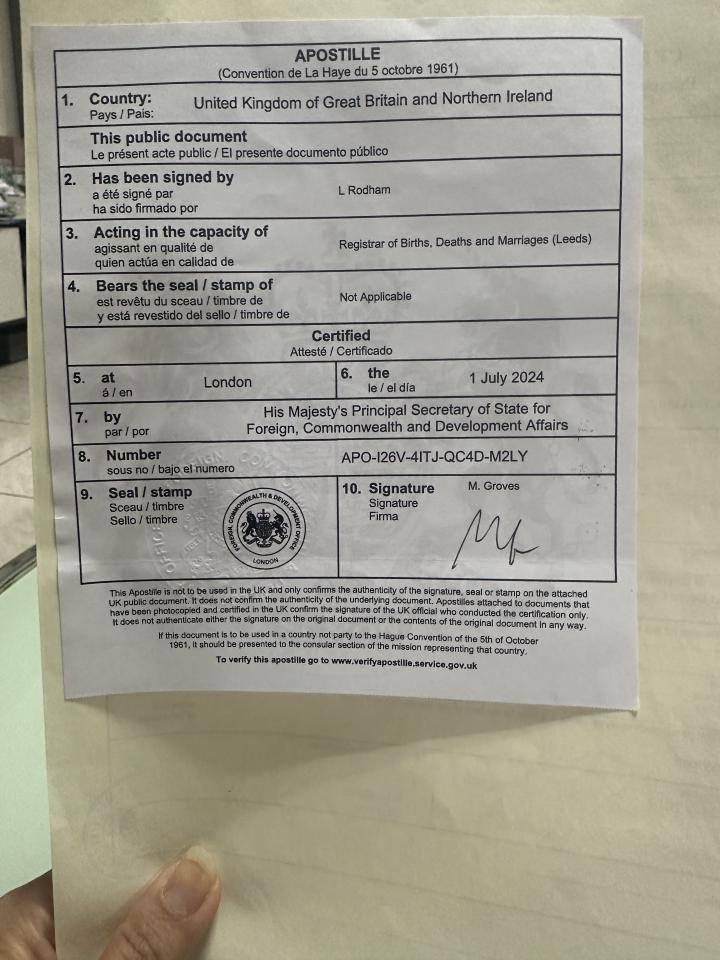 APOSTILLE
(Convention de La Haye du 5 octobre 1961)
1. Country: United Kingdom of Great Britain and Northern Ireland
Pays / Pais:
This public document
Le présent acte public / El presente documento público
2. Has been signed by
a été signé par
ha sido firmado por
L Rodham
3. Acting in the capacity of
agissant en qualité de
quien actúa en calidad de
Registrar of Births, Deaths and Marriages (Leeds)
4. Bears the seal / stamp of
est revêtu du sceau / timbre de
y está revestido del sello / timbre de
Not Applicable
Certified
Attesté / Certificado
5. at
á / en
London
6. the
le / el día
1 July 2024
7. by
par / por
His Majesty's Principal Secretary of State for
Foreign, Commonwealth and Development Affairs
8. Number
sous no / bajo el numero
APO-I26V-4ITJ-QC4D-M2LY
9. Seal / stamp
Sceau / timbre
Sello / timbre
FOREIGN, COMMONWEALTH & DEVELOPMENT OFFICE
LONDON
10. Signature
Signature
Firma
M. Groves
This Apostille is not to be used in the UK and only confirms the authenticity of the signature, seal or stamp on the attached
UK public document. It does not confirm the authenticity of the underlying document. Apostilles attached to documents that
have been photocopied and certified in the UK confirm the signature of the UK official who conducted the certification only.
It does not authenticate either the signature on the original document or the contents of the original document in any way.
If this document is to be used in a country not party to the Hague Convention of the 5th of October
1961, it should be presented to the consular section of the mission representing that country.
To verify this apostille go to www.verifyapostille.service.gov.uk